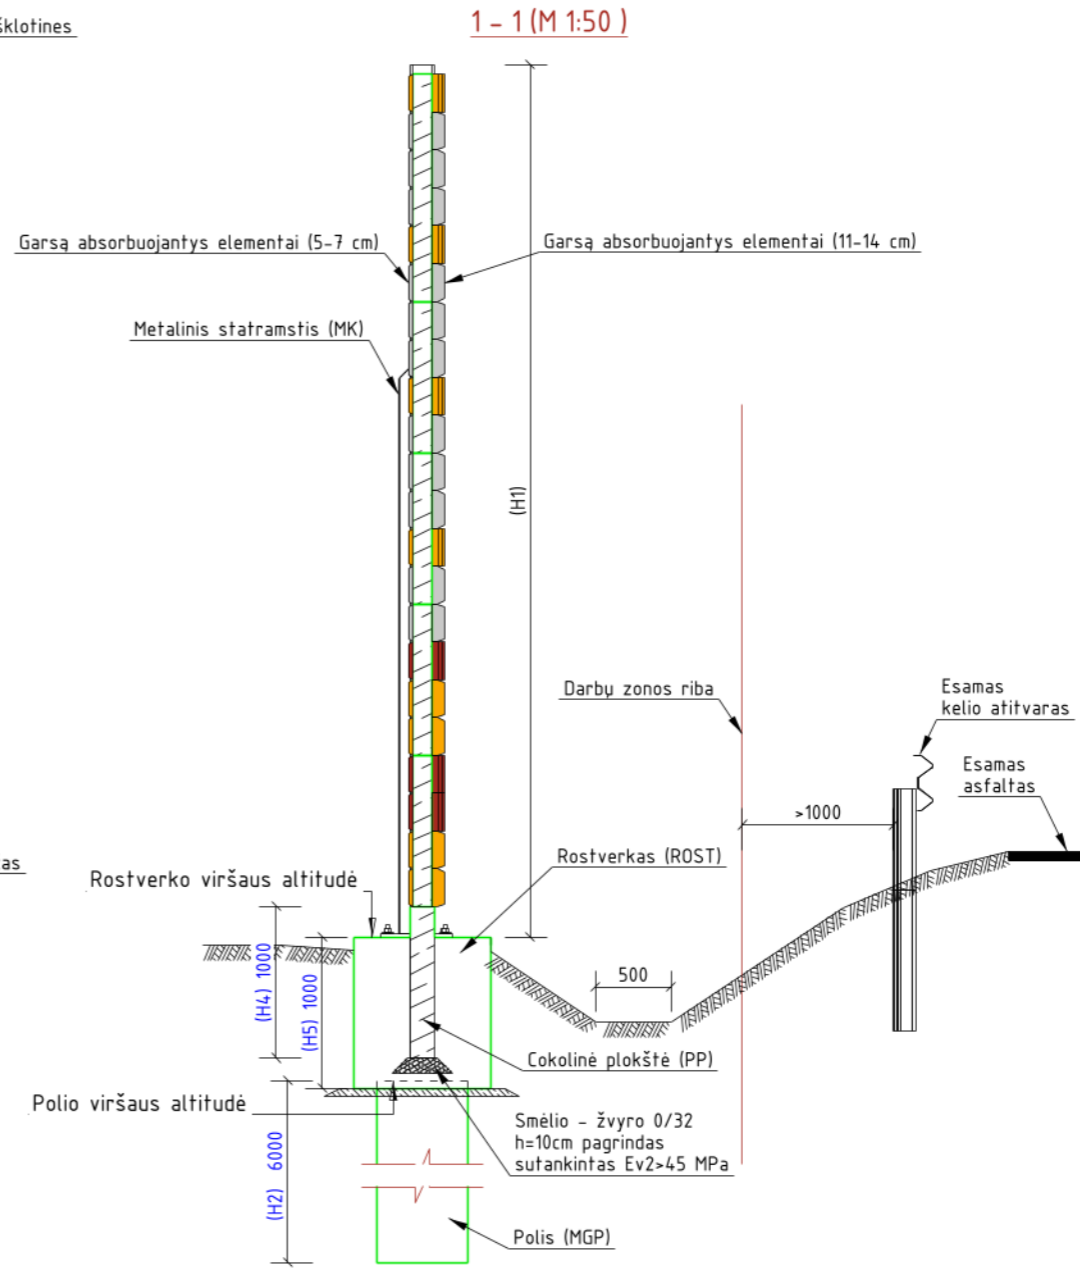 šklotines
1 - 1 (M 1:50 )
Garsą absorbuojantys elementai (5-7 cm)
Garsą absorbuojantys elementai (11-14 cm)
Metalinis statramstis (MK)
(H1)
Darbų zonos riba
Esamas
kelio atitvaras
Esamas
asfaltas
>1000
kas
Rostverko viršaus altitudė
Rostverkas (ROST)
(H4) 1000
(H5) 1000
500
Cokolinė plokštė (PP)
Polio viršaus altitudė
Smėlio - žvyro 0/32
h=10cm pagrindas
sutankintas Ev2>45 MPa
(H2) 6000
Polis (MGP)